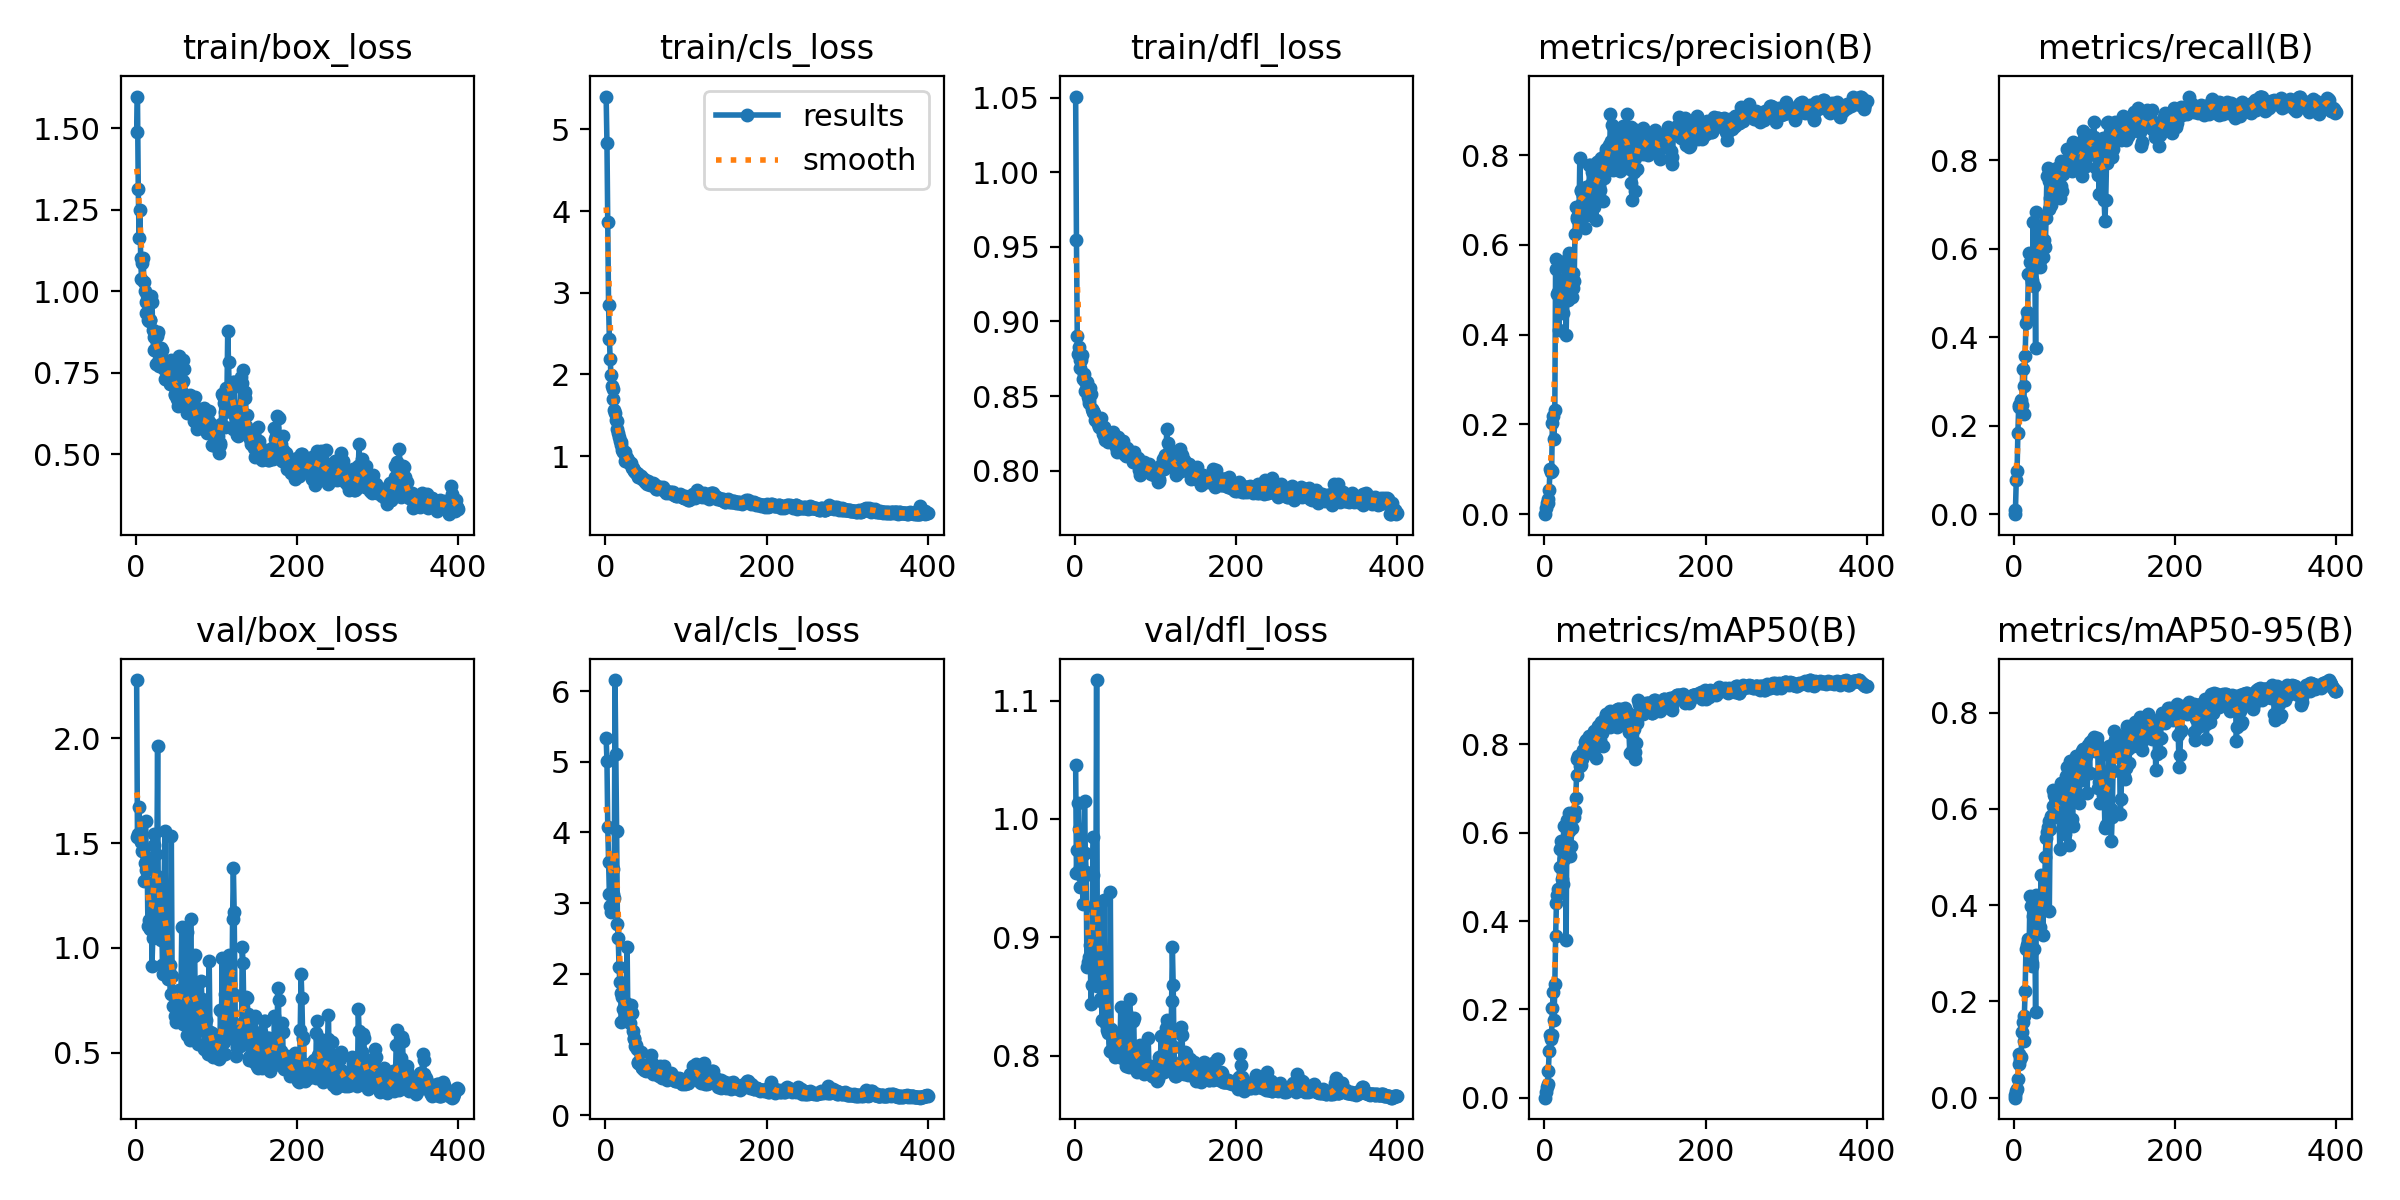 train/box_loss
1.50
1.25
1.00
0.75
0.50
0 200 400
train/cls_loss
results
smooth
5
4
3
2
1
0 200 400
train/dfl_loss
1.05
1.00
0.95
0.90
0.85
0.80
0 200 400
metrics/precision(B)
0.8
0.6
0.4
0.2
0.0
0 200 400
metrics/recall(B)
0.8
0.6
0.4
0.2
0.0
0 200 400
val/box_loss
2.0
1.5
1.0
0.5
0 200 400
val/cls_loss
6
5
4
3
2
1
0
0 200 400
val/dfl_loss
1.1
1.0
0.9
0.8
0 200 400
metrics/mAP50(B)
0.8
0.6
0.4
0.2
0.0
0 200 400
metrics/mAP50-95(B)
0.8
0.6
0.4
0.2
0.0
0 200 400